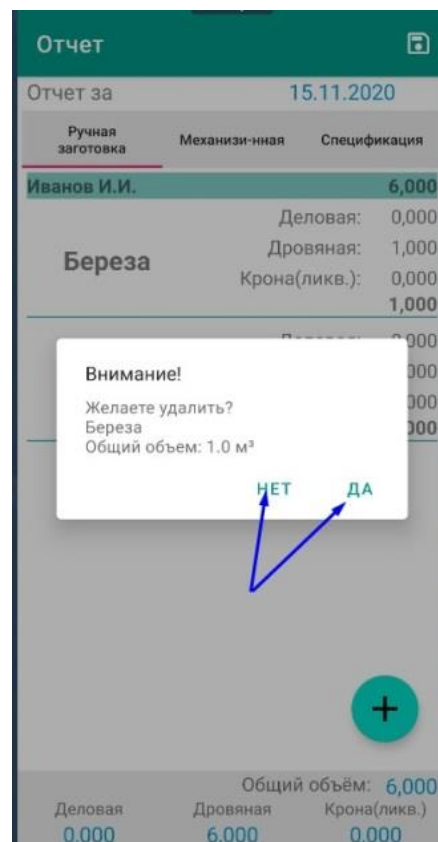 Отчет
Отчет за 15.11.2020
Ручная заготовка Механизи-нная Спецификация
Иванов И.И. 6,000
Деловая: 0,000
Береза Дровяная: 1,000
Крона(ликв.): 0,000
1,000
Внимание!
Желаете удалить?
Береза
Общий объем: 1.0 м³
НЕТ ДА
+
Общий объём: 6,000
Деловая Дровяная Крона(ликв.)
0,000 6,000 0,000